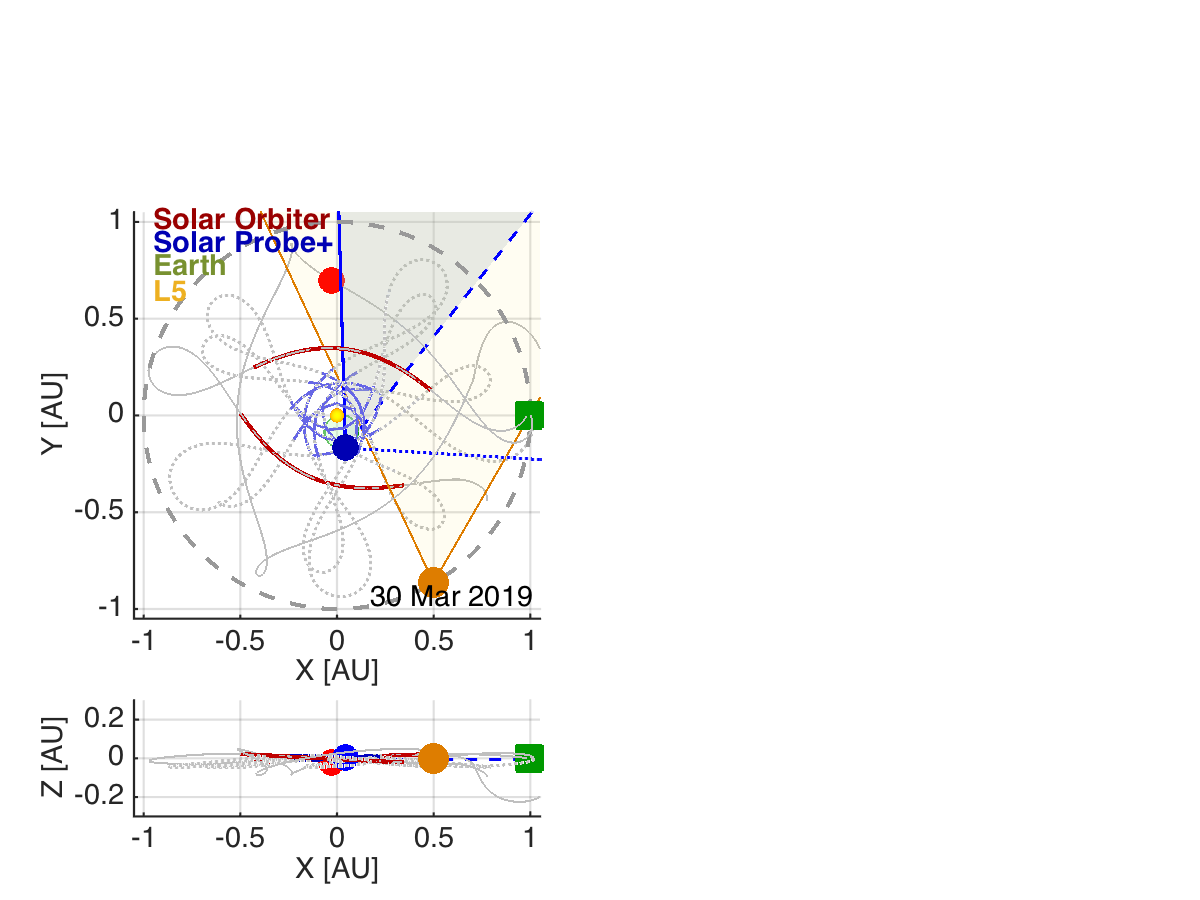 Solar Orbiter
Solar Probe+
Earth
L5
1
0.5
0
-0.5
-1
Y [AU]
30 Mar 2019
-1 -0.5 0 0.5 1
X [AU]
0.2
0
-0.2
Z [AU]
-1 -0.5 0 0.5 1
X [AU]